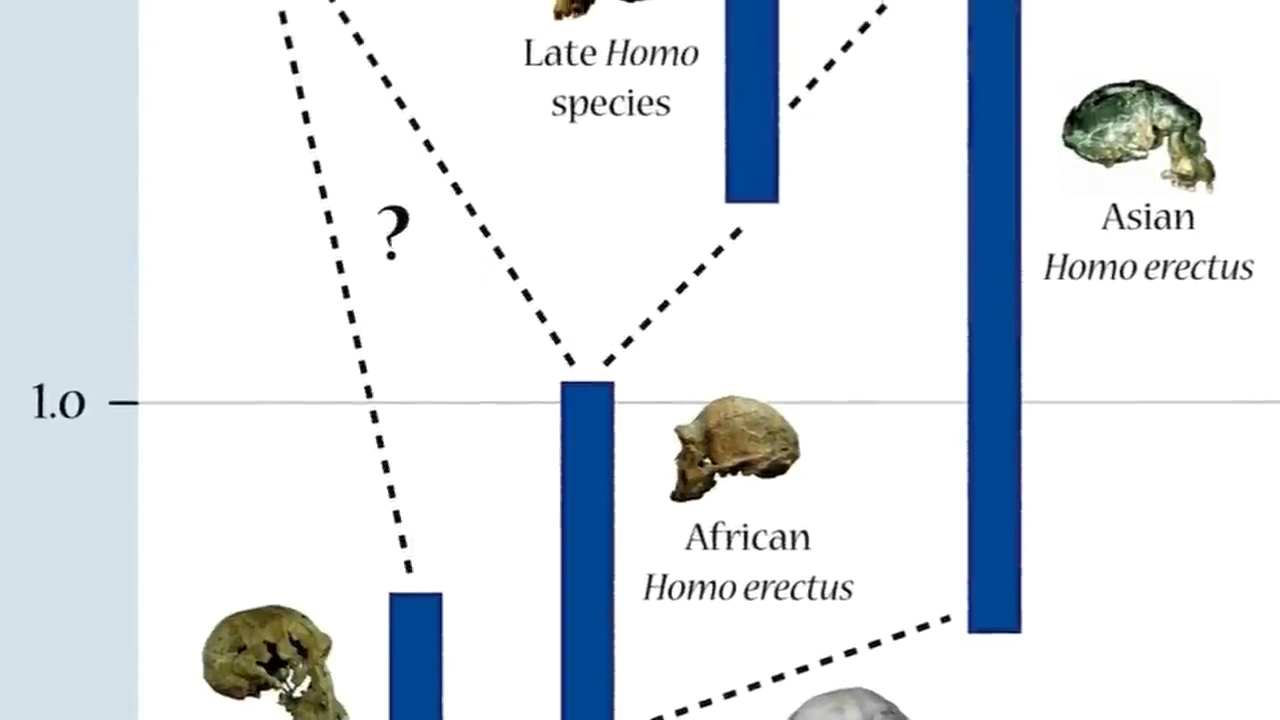 Late Homo
species
?
Asian
Homo erectus
1.0
African
Homo erectus